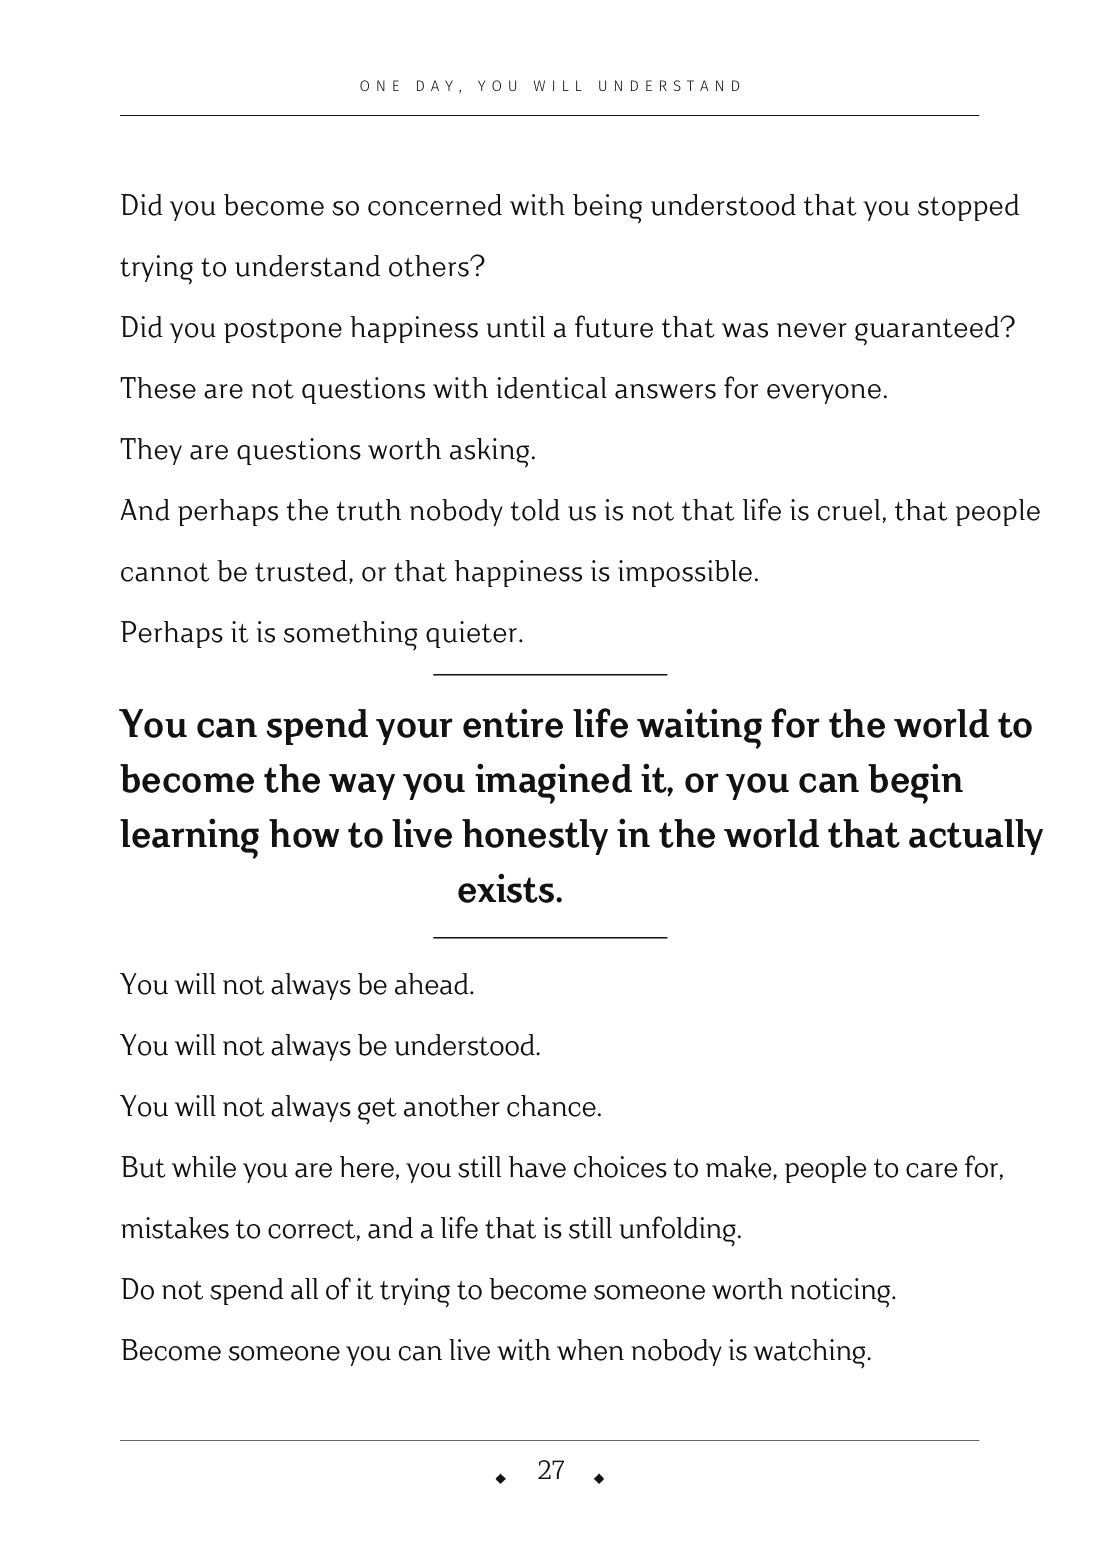 ONE DAY, YOU WILL UNDERSTAND
Did you become so concerned with being understood that you stopped
trying to understand others?
Did you postpone happiness until a future that was never guaranteed?
These are not questions with identical answers for everyone.
They are questions worth asking.
And perhaps the truth nobody told us is not that life is cruel, that people
cannot be trusted, or that happiness is impossible.
Perhaps it is something quieter.
You can spend your entire life waiting for the world to
become the way you imagined it, or you can begin
learning how to live honestly in the world that actually
exists.
You will not always be ahead.
You will not always be understood.
You will not always get another chance.
But while you are here, you still have choices to make, people to care for,
mistakes to correct, and a life that is still unfolding.
Do not spend all of it trying to become someone worth noticing.
Become someone you can live with when nobody is watching.
27